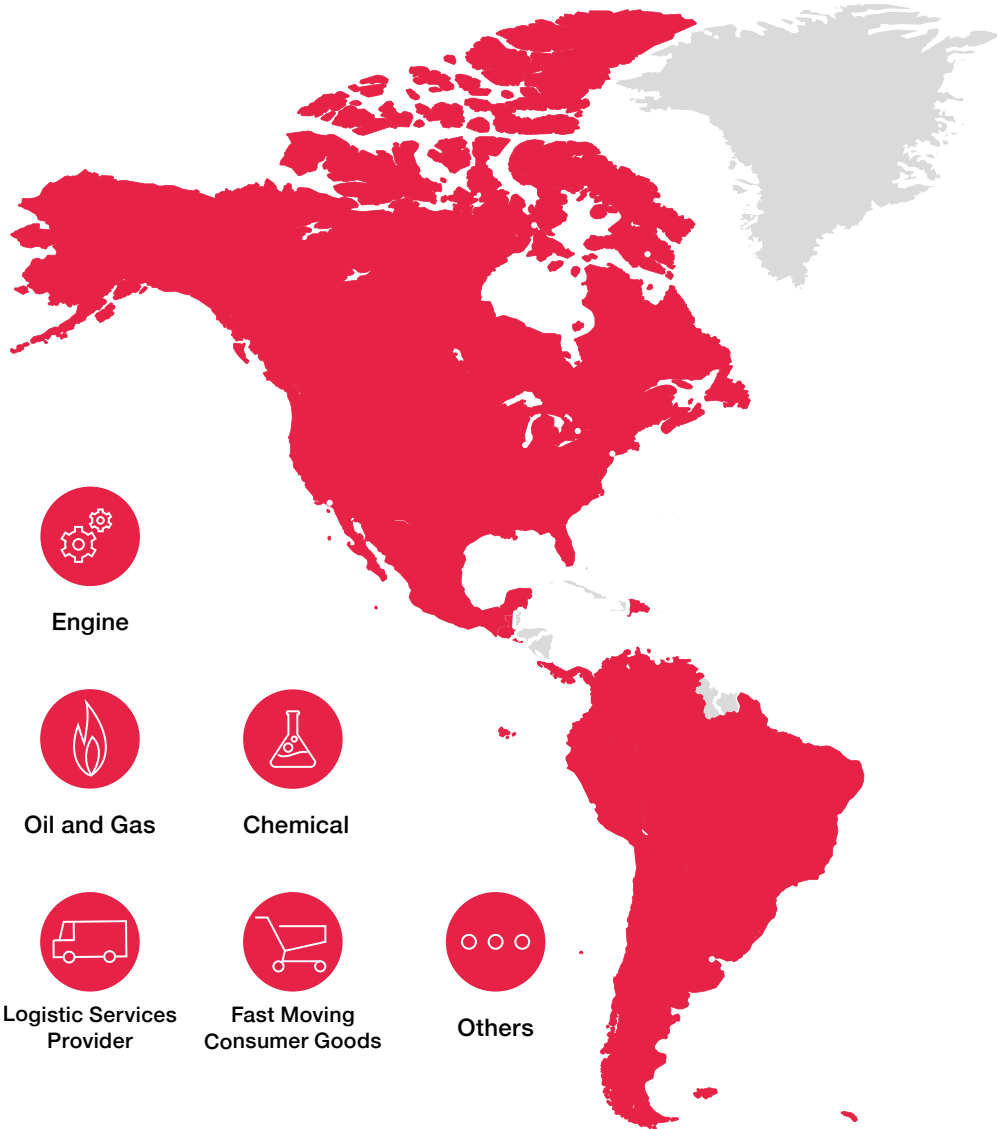 Engine
Oil and Gas
Chemical
Logistic Services
Provider
Fast Moving
Consumer Goods
Others